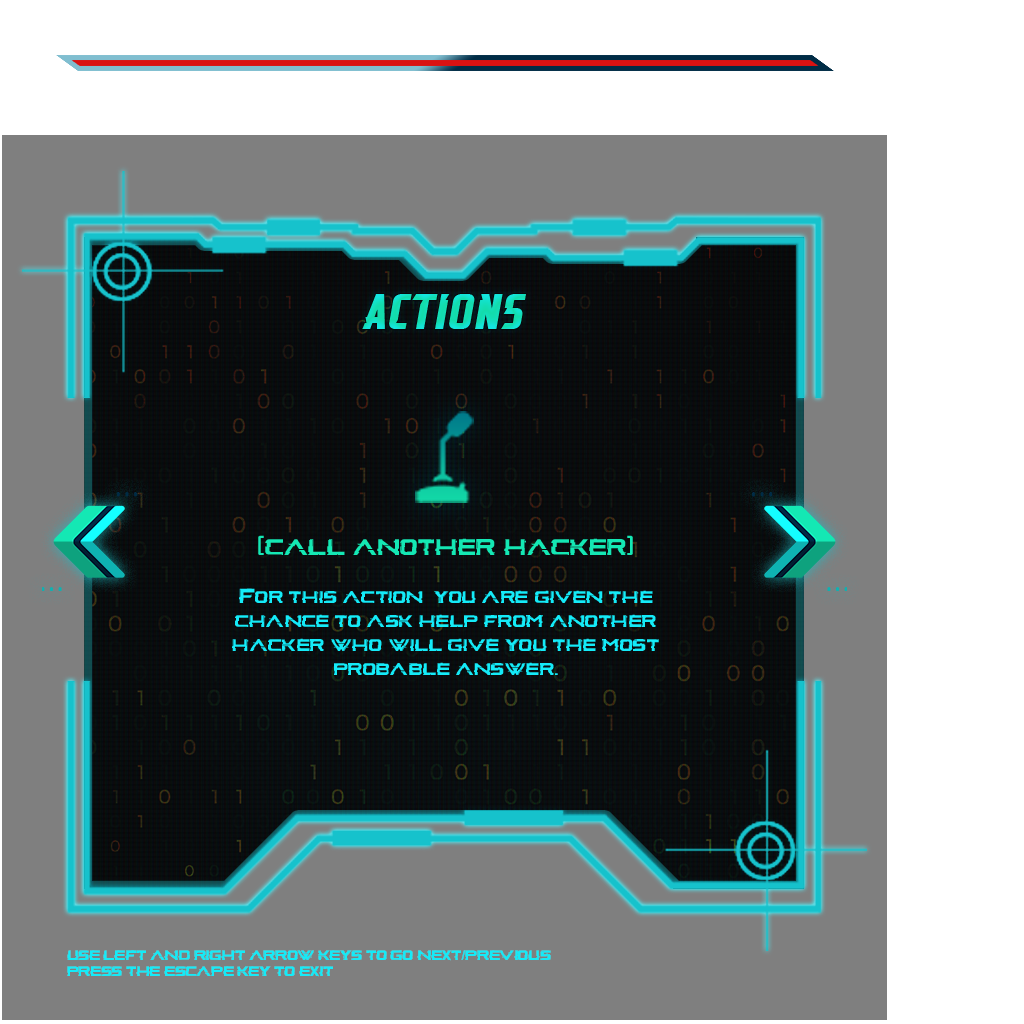 ACTIONS
[CALL ANOTHER HACKER]
FOR THIS ACTION YOU ARE GIVEN THE
CHANCE TO ASK HELP FROM ANOTHER
HACKER WHO WILL GIVE YOU THE MOST
PROBABLE ANSWER.
USE LEFT AND RIGHT ARROW KEYS TO GO NEXT/PREVIOUS
PRESS THE ESCAPE KEY TO EXIT